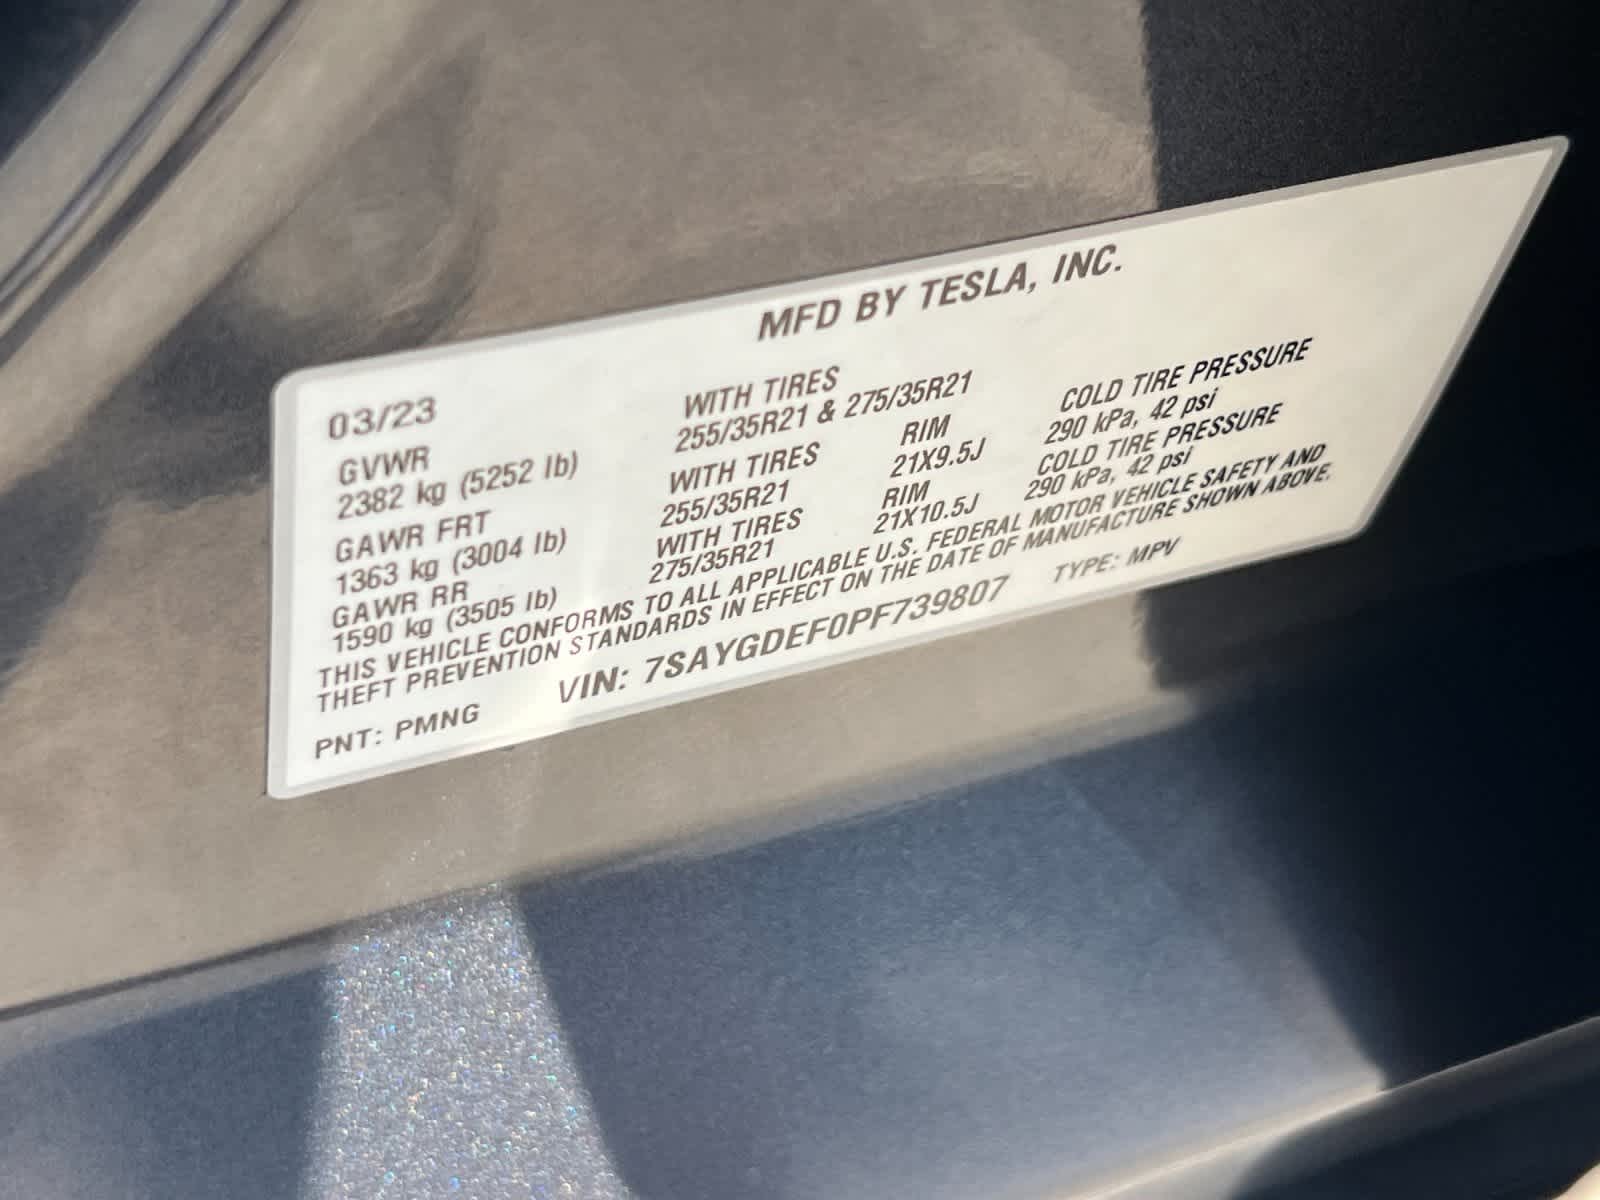 MFD BY TESLA, INC.
03/23
GVWR
2382 kg (5252 lb)
WITH TIRES
255/35R21 & 275/35R21
GAWR FRT
1363 kg (3004 lb)
WITH TIRES
255/35R21
RIM
21X9.5J
COLD TIRE PRESSURE
290 kPa, 42 psi
GAWR RR
1590 kg (3505 lb)
WITH TIRES
275/35R21
RIM
21X10.5J
COLD TIRE PRESSURE
290 kPa, 42 psi
THIS VEHICLE CONFORMS TO ALL APPLICABLE U.S. FEDERAL MOTOR VEHICLE SAFETY AND
THEFT PREVENTION STANDARDS IN EFFECT ON THE DATE OF MANUFACTURE SHOWN ABOVE.
PNT: PMNG VIN: 7SAYGDEF0PF739807 TYPE: MPV